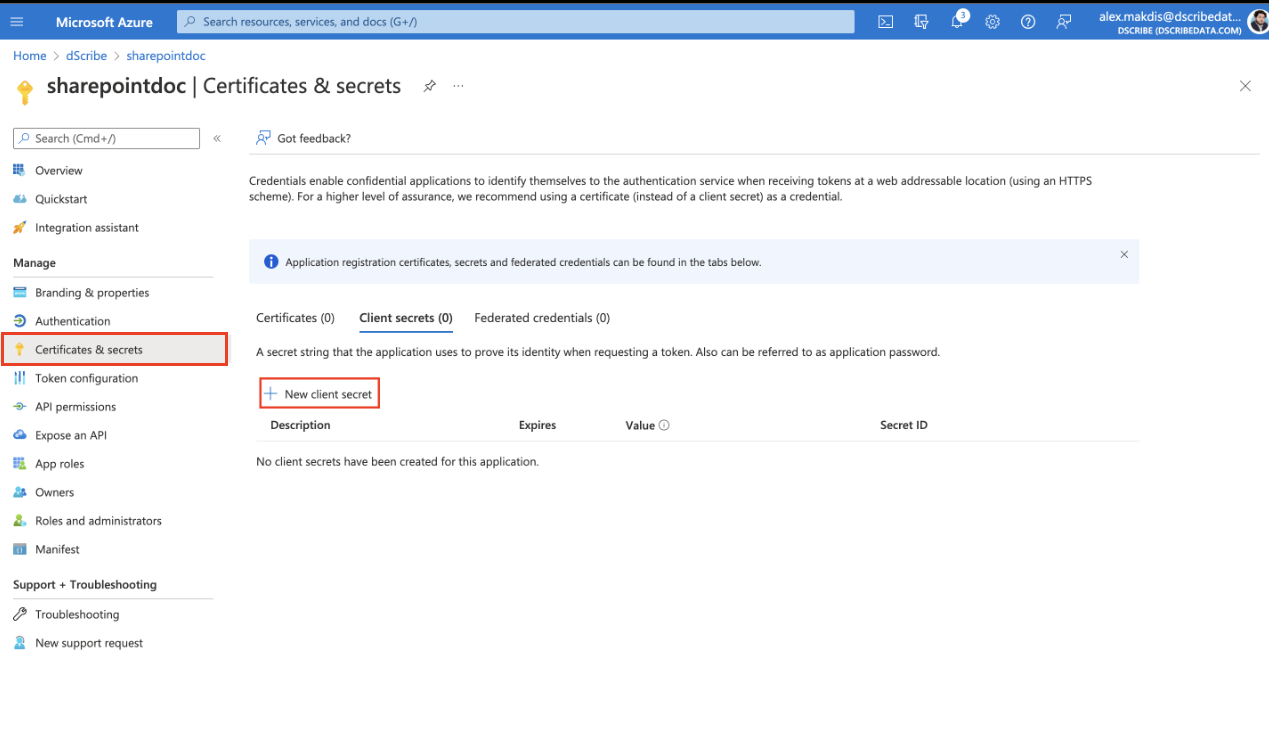 Microsoft Azure
Search resources, services, and docs (G+/)
3
alex.makdis@dscribedat...
DSCRIBE (DSCRIBEDATA.COM)
Home > dScribe > sharepointdoc
sharepointdoc | Certificates & secrets ...
Search (Cmd+/) «
Overview
Quickstart
Integration assistant
Manage
Branding & properties
Authentication
Certificates & secrets
Token configuration
API permissions
Expose an API
App roles
Owners
Roles and administrators
Manifest
Support + Troubleshooting
Troubleshooting
New support request
Got feedback?
Credentials enable confidential applications to identify themselves to the authentication service when receiving tokens at a web addressable location (using an HTTPS
scheme). For a higher level of assurance, we recommend using a certificate (instead of a client secret) as a credential.
Application registration certificates, secrets and federated credentials can be found in the tabs below.
Certificates (0) Client secrets (0) Federated credentials (0)
A secret string that the application uses to prove its identity when requesting a token. Also can be referred to as application password.
New client secret
Description Expires Value Secret ID
No client secrets have been created for this application.